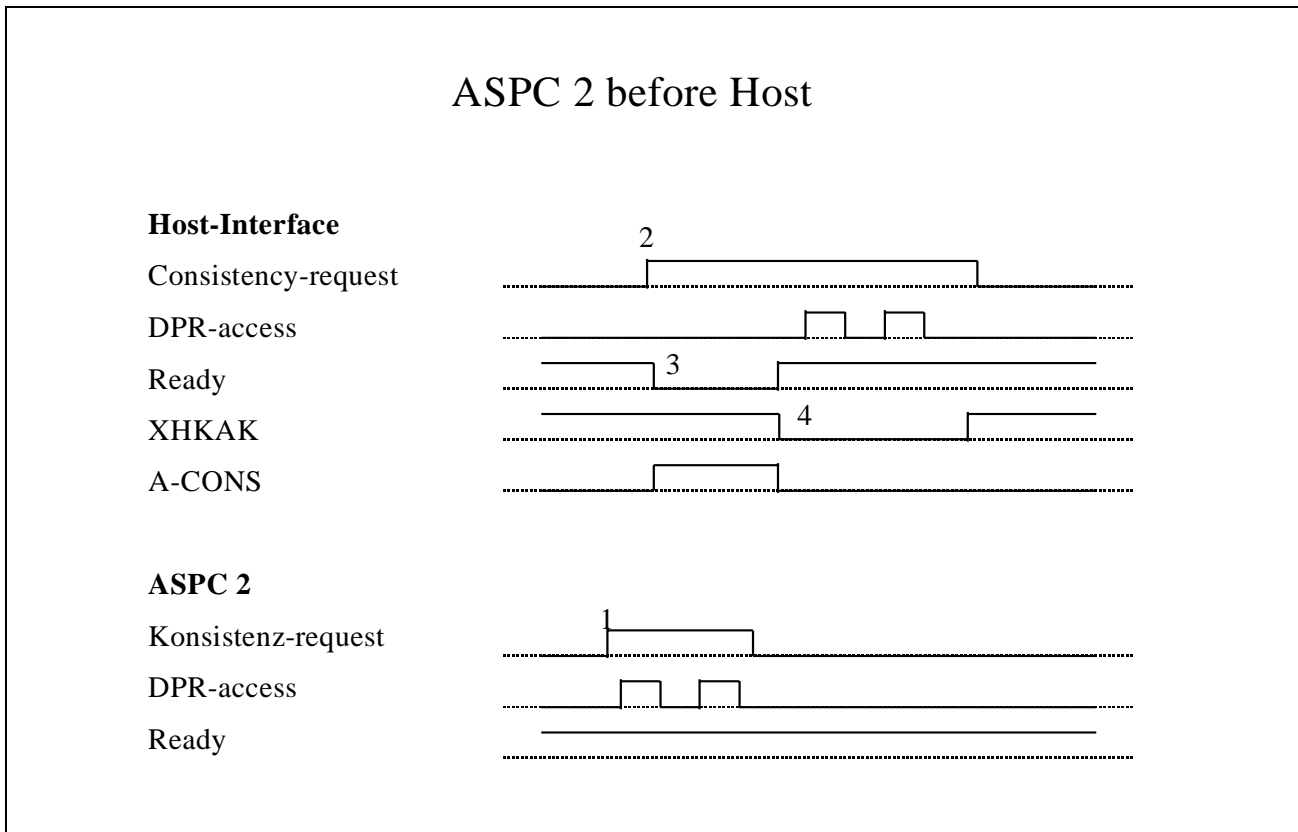 ASPC 2 before Host
Host-Interface
2
Consistency-request
DPR-access
Ready
3
XHKAK
4
A-CONS
ASPC 2
1
Konsistenz-request
DPR-access
Ready